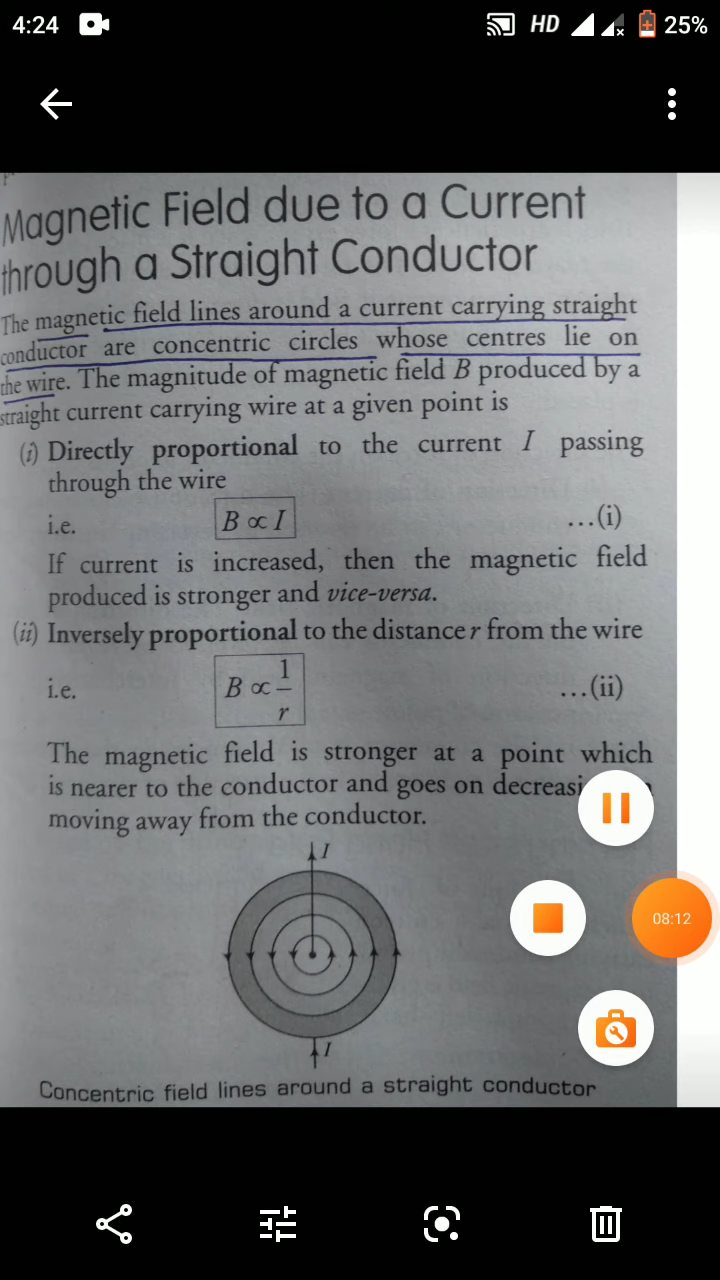 4:24
HD
25%
Magnetic Field due to a Current
through a Straight Conductor
The magnetic field lines around a current carrying straight
conductor are concentric circles whose centres lie on
the wire. The magnitude of magnetic field B produced by a
straight current carrying wire at a given point is
(i) Directly proportional to the current I passing
through the wire
i.e. B ∝ I ...(i)
If current is increased, then the magnetic field
produced is stronger and vice-versa.
(ii) Inversely proportional to the distance r from the wire
i.e. B ∝ 1/r ...(ii)
The magnetic field is stronger at a point which
is nearer to the conductor and goes on
moving away from the conductor.
08:12
I
I
Concentric field lines around a straight conductor